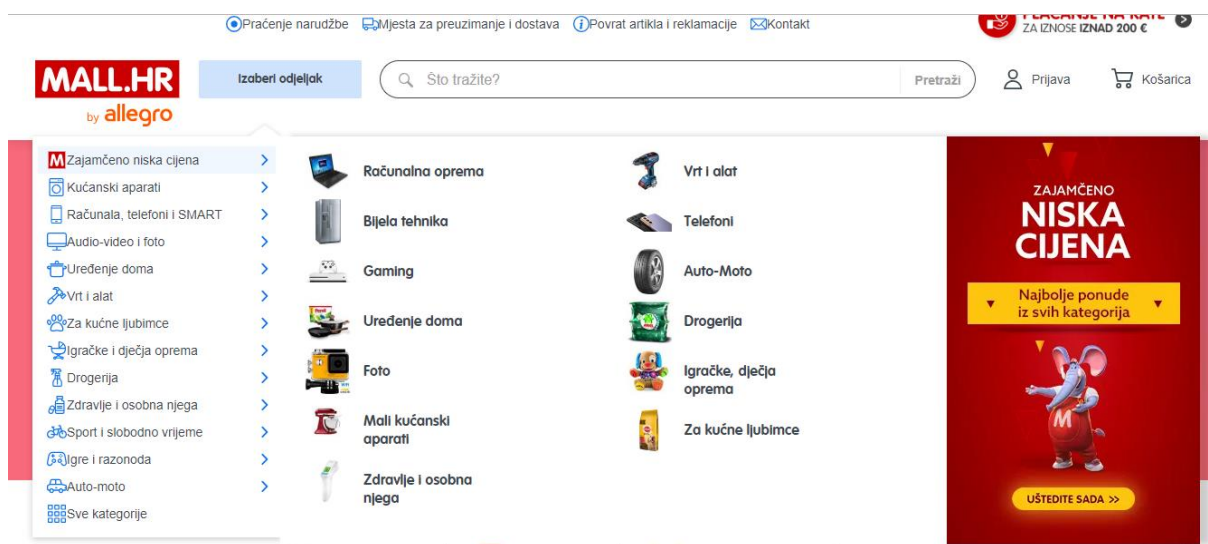 Praćenje narudžbe Mjesta za preuzimanje i dostava Povrat artikla i reklamacije Kontakt
PLAĆANJE NA RATE
ZA IZNOSE IZNAD 200 €
MALL.HR
by allegro
Izaberi odjeljak
Što tražite?
Pretraži
Prijava
Košarica
Zajamčeno niska cijena
Kućanski aparati
Računala, telefoni i SMART
Audio-video i foto
Uređenje doma
Vrt i alat
Za kućne ljubimce
Igračke i dječja oprema
Drogerija
Zdravlje i osobna njega
Sport i slobodno vrijeme
Igre i razonoda
Auto-moto
Sve kategorije
Računalna oprema
Bijela tehnika
Gaming
Uređenje doma
Foto
Mali kućanski
aparati
Zdravlje i osobna
njega
Vrt i alat
Telefoni
Auto-Moto
Drogerija
Igračke, dječja
oprema
Za kućne ljubimce
ZAJAMČENO
NISKA
CIJENA
Najbolje ponude
iz svih kategorija
M
UŠTEDITE SADA >>